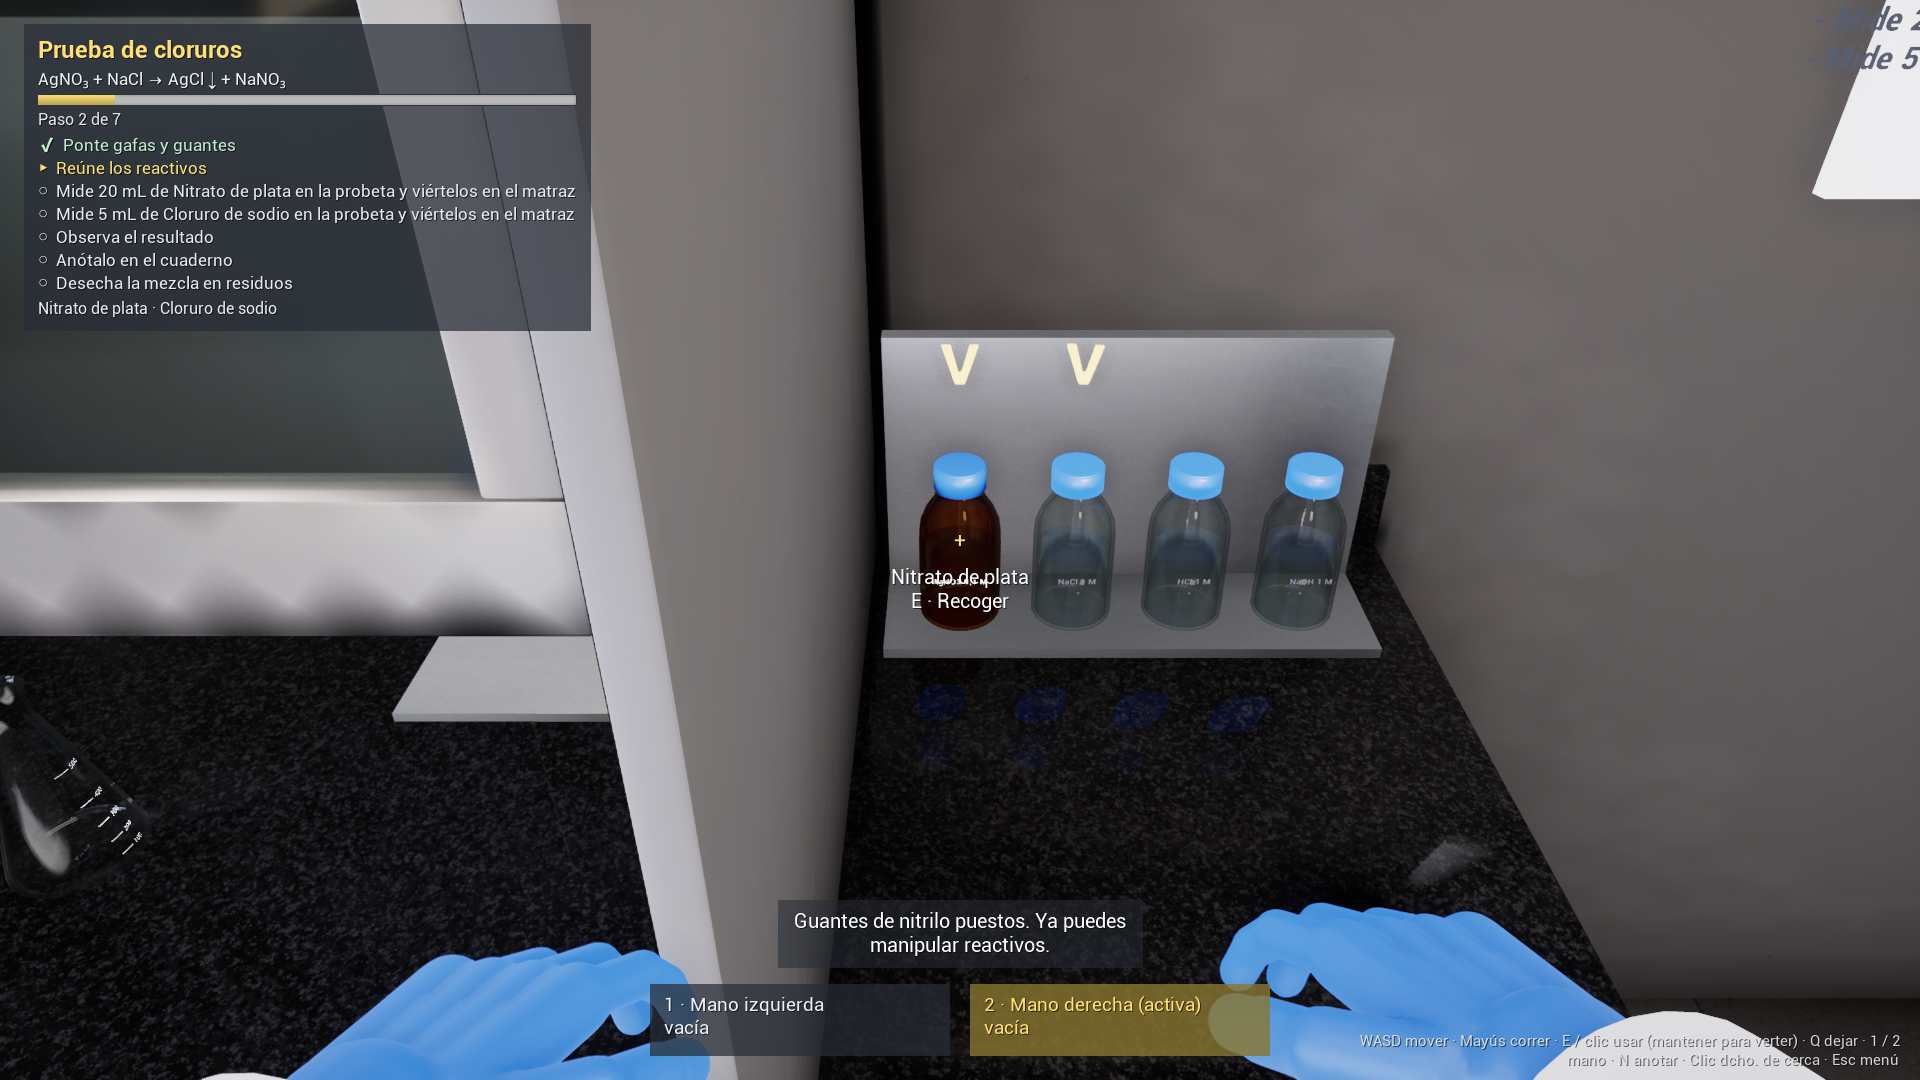 Prueba de cloruros
AgNO₃ + NaCl → AgCl↓ + NaNO₃
Paso 2 de 7
✓ Ponte gafas y guantes
▸ Reúne los reactivos
○ Mide 20 mL de Nitrato de plata en la probeta y viértelos en el matraz
○ Mide 5 mL de Cloruro de sodio en la probeta y viértelos en el matraz
○ Observa el resultado
○ Anótalo en el cuaderno
○ Desecha la mezcla en residuos
Nitrato de plata · Cloruro de sodio
- Mide 2
- Mide 5
V V
Nitrato de plata
E · Recoger
NaCl M
HCl 1 M
NaOH 1 M
Guantes de nitrilo puestos. Ya puedes
manipular reactivos.
1 · Mano izquierda
vacía
2 · Mano derecha (activa)
vacía
WASD mover · Mayús correr · E / clic usar (mantener para verter) · Q dejar · 1 / 2
mano · N anotar · Clic dcho. de cerca · Esc menú